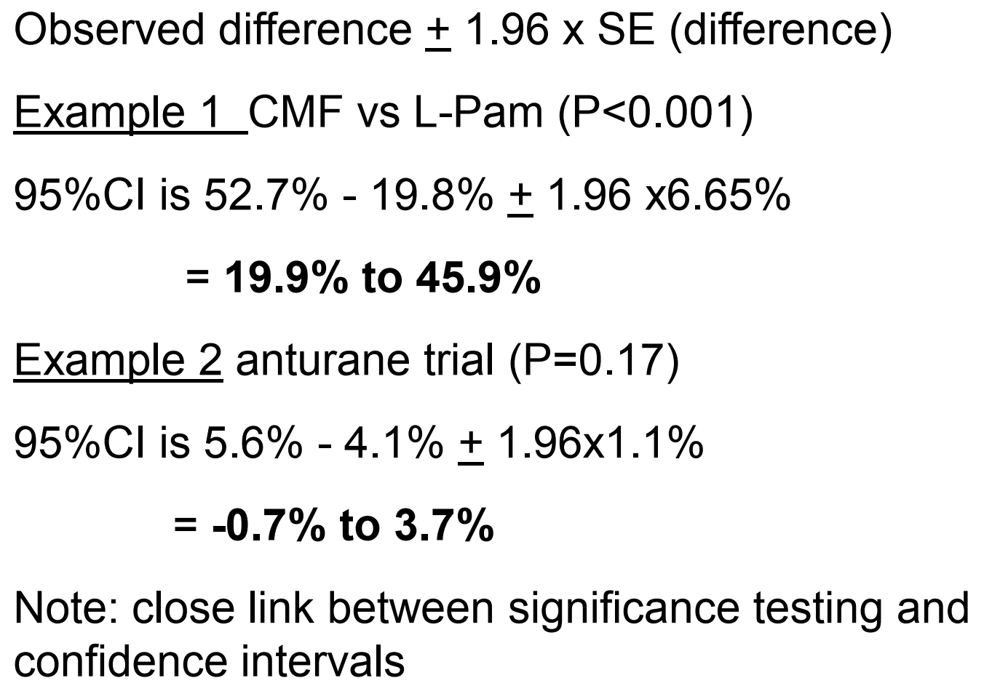 Observed difference ± 1.96 x SE (difference)
Example 1 CMF vs L-Pam (P<0.001)
95%CI is 52.7% - 19.8% ± 1.96 x6.65%
= 19.9% to 45.9%
Example 2 anturane trial (P=0.17)
95%CI is 5.6% - 4.1% ± 1.96x1.1%
= -0.7% to 3.7%
Note: close link between significance testing and
confidence intervals